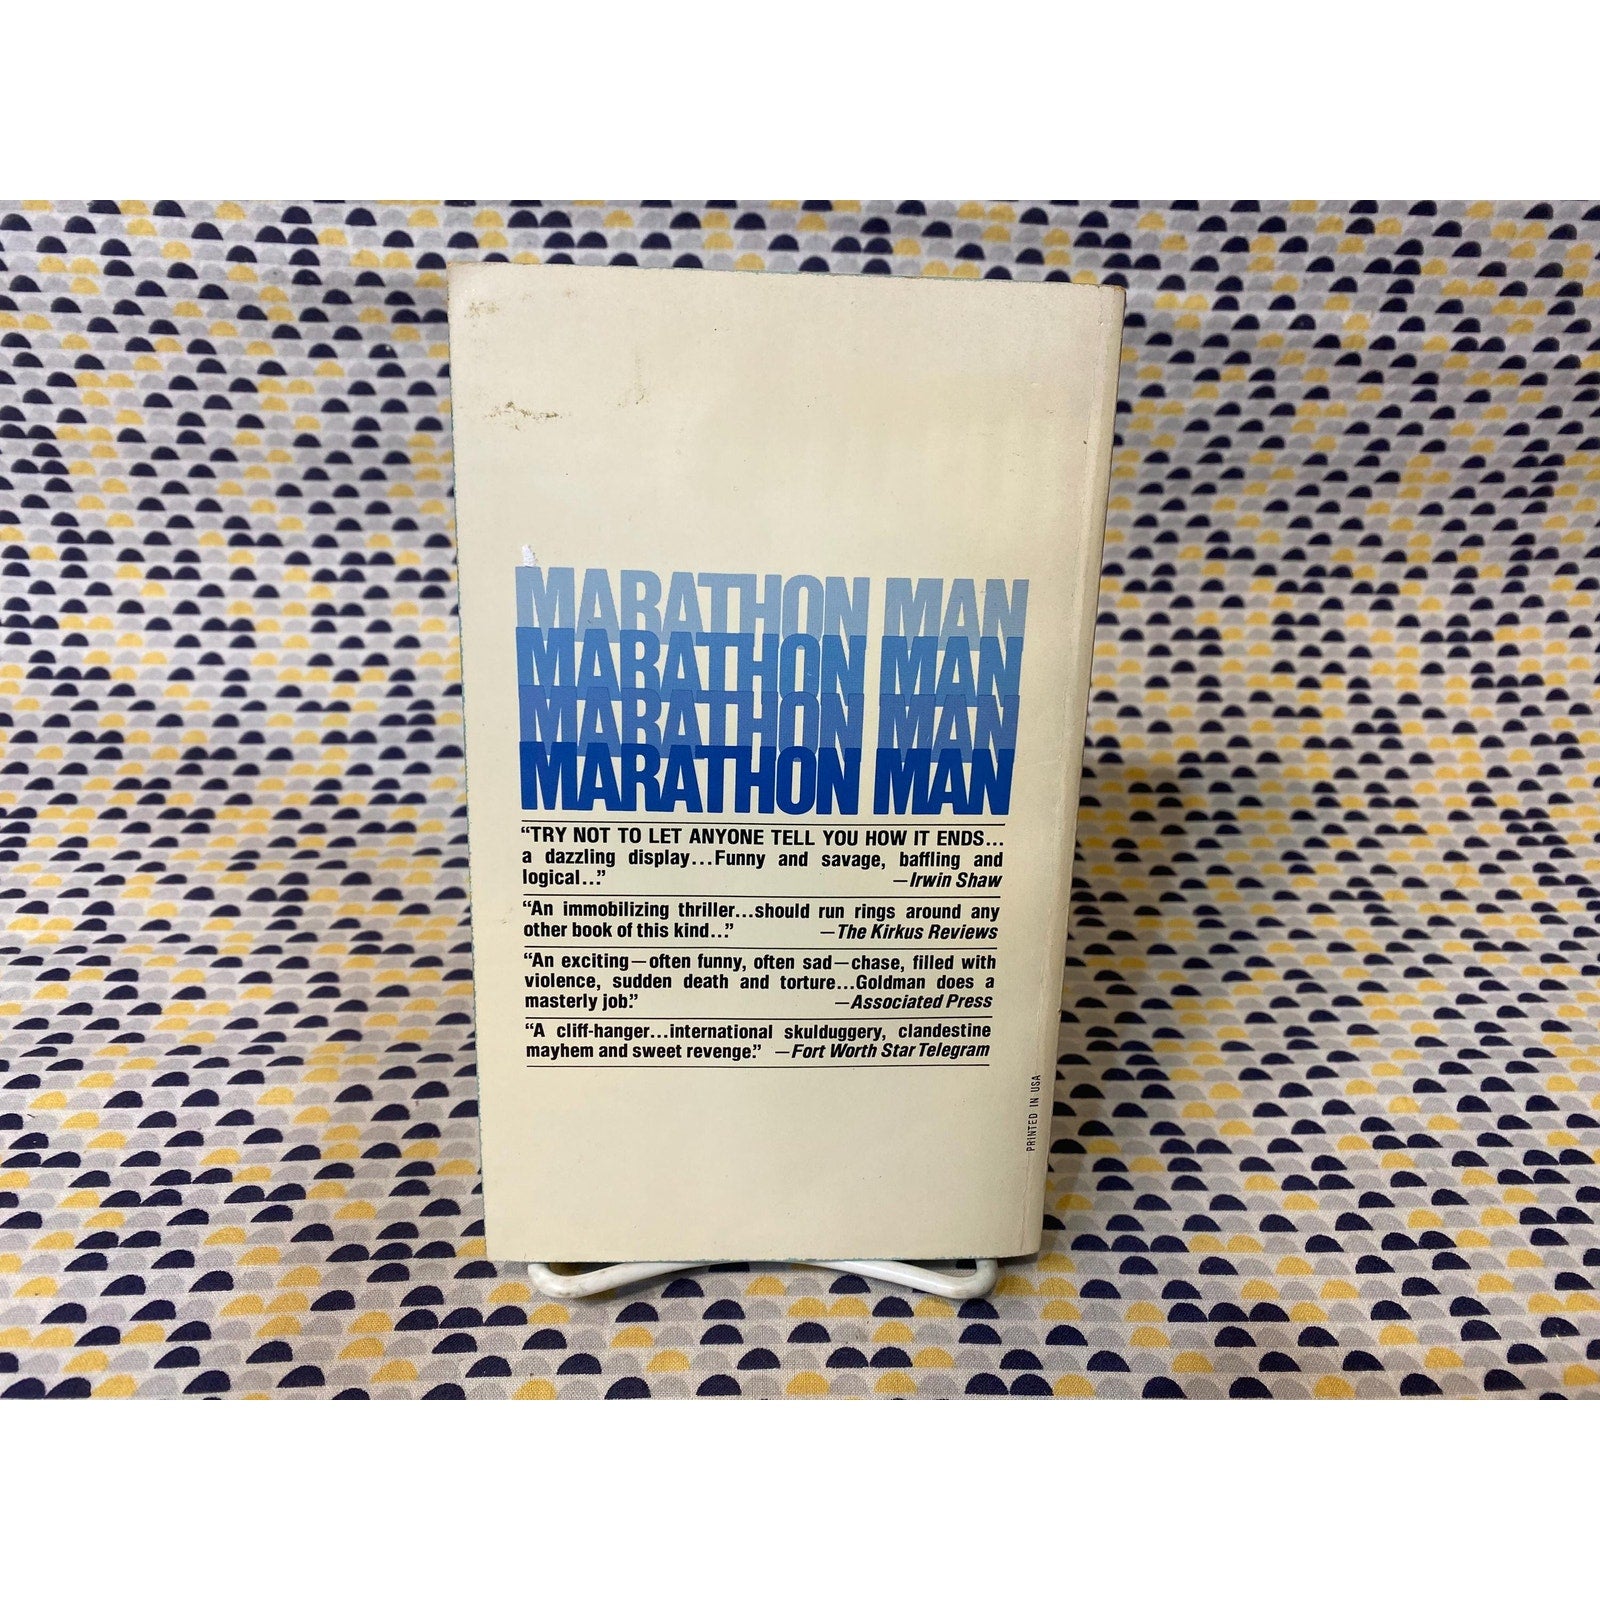 MARATHON MAN
MARATHON MAN
MARATHON MAN
MARATHON MAN
“TRY NOT TO LET ANYONE TELL YOU HOW IT ENDS...
a dazzling display...Funny and savage, baffling and
logical...” —Irwin Shaw
“An immobilizing thriller...should run rings around any
other book of this kind...” —The Kirkus Reviews
“An exciting—often funny, often sad—chase, filled with
violence, sudden death and torture...Goldman does a
masterly job.” —Associated Press
“A cliff-hanger...international skulduggery, clandestine
mayhem and sweet revenge.” —Fort Worth Star Telegram
PRINTED IN USA